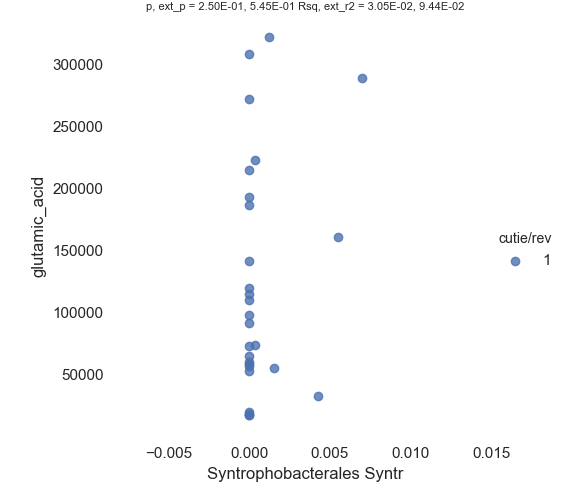 p, ext_p = 2.50E-01, 5.45E-01 Rsq, ext_r2 = 3.05E-02, 9.44E-02
300000
250000
200000
150000
100000
50000
glutamic_acid
cutie/rev
1
−0.005 0.000 0.005 0.010 0.015
Syntrophobacterales Syntr